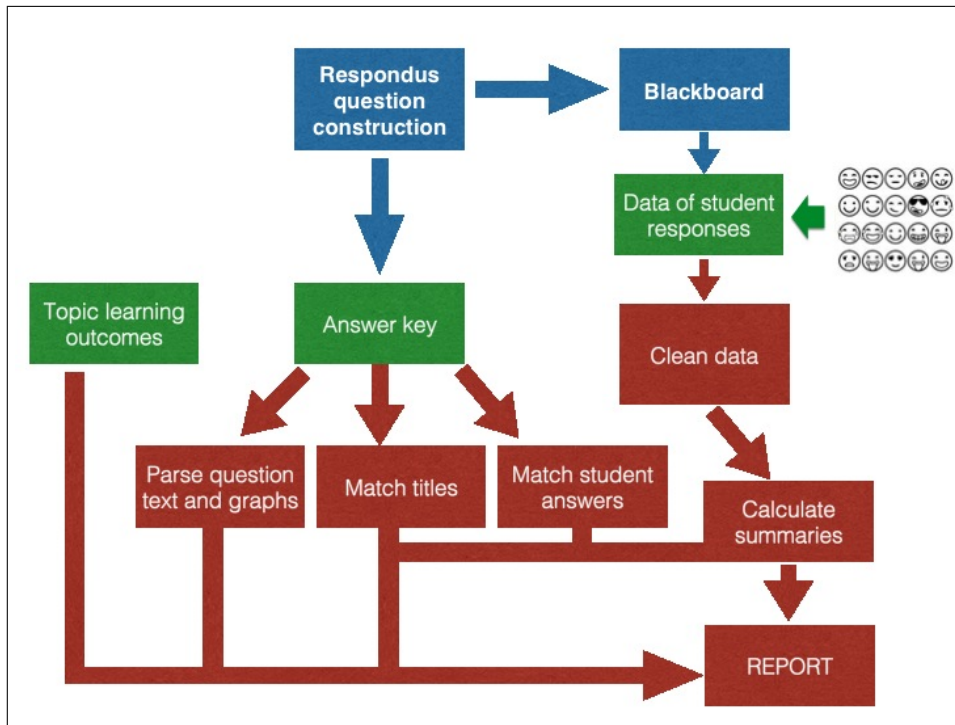 Respondus
question
construction
Blackboard
Data of student
responses
Topic learning
outcomes
Answer key
Clean data
Parse question
text and graphs
Match titles
Match student
answers
Calculate
summaries
REPORT